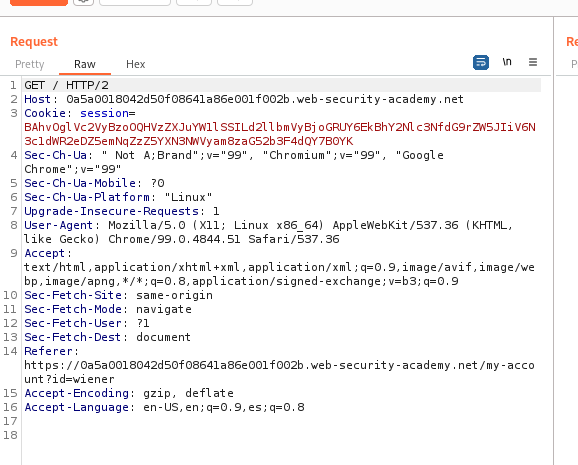 Request
Re
Pretty
Raw
Hex
\n
P
1 GET / HTTP/2
2 Host: 0a5a0018042d50f08641a86e001f002b.web-security-academy.net
3 Cookie: session=
BAhvOglVc2VyBzoOQHVzZXJuYW1lSSILd2llbmVyBjoGRUY6EkBhY2Nlc3NfdG9rZW5JIiV6N
3c1dWR2eDZ5emNqZzZ5YXN3NWVyam8zaG52b3F4dQY7B0YK
4 Sec-Ch-Ua: " Not A;Brand";v="99", "Chromium";v="99", "Google
Chrome";v="99"
5 Sec-Ch-Ua-Mobile: ?0
6 Sec-Ch-Ua-Platform: "Linux"
7 Upgrade-Insecure-Requests: 1
8 User-Agent: Mozilla/5.0 (X11; Linux x86_64) AppleWebKit/537.36 (KHTML,
like Gecko) Chrome/99.0.4844.51 Safari/537.36
9 Accept:
text/html,application/xhtml+xml,application/xml;q=0.9,image/avif,image/we
bp,image/apng,*/*;q=0.8,application/signed-exchange;v=b3;q=0.9
10 Sec-Fetch-Site: same-origin
11 Sec-Fetch-Mode: navigate
12 Sec-Fetch-User: ?1
13 Sec-Fetch-Dest: document
14 Referer:
https://0a5a0018042d50f08641a86e001f002b.web-security-academy.net/my-acco
unt?id=wiener
15 Accept-Encoding: gzip, deflate
16 Accept-Language: en-US,en;q=0.9,es;q=0.8
17
18